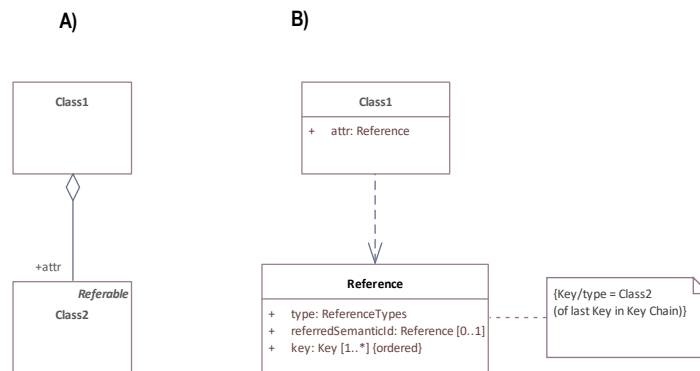 A)
B)
Class1
+attr
Referable
Class2
Class1
+ attr: Reference
Reference
+ type: ReferenceTypes
+ referredSemanticId: Reference [0..1]
+ key: Key [1..*] {ordered}
{Key/type = Class2
(of last Key in Key Chain)}